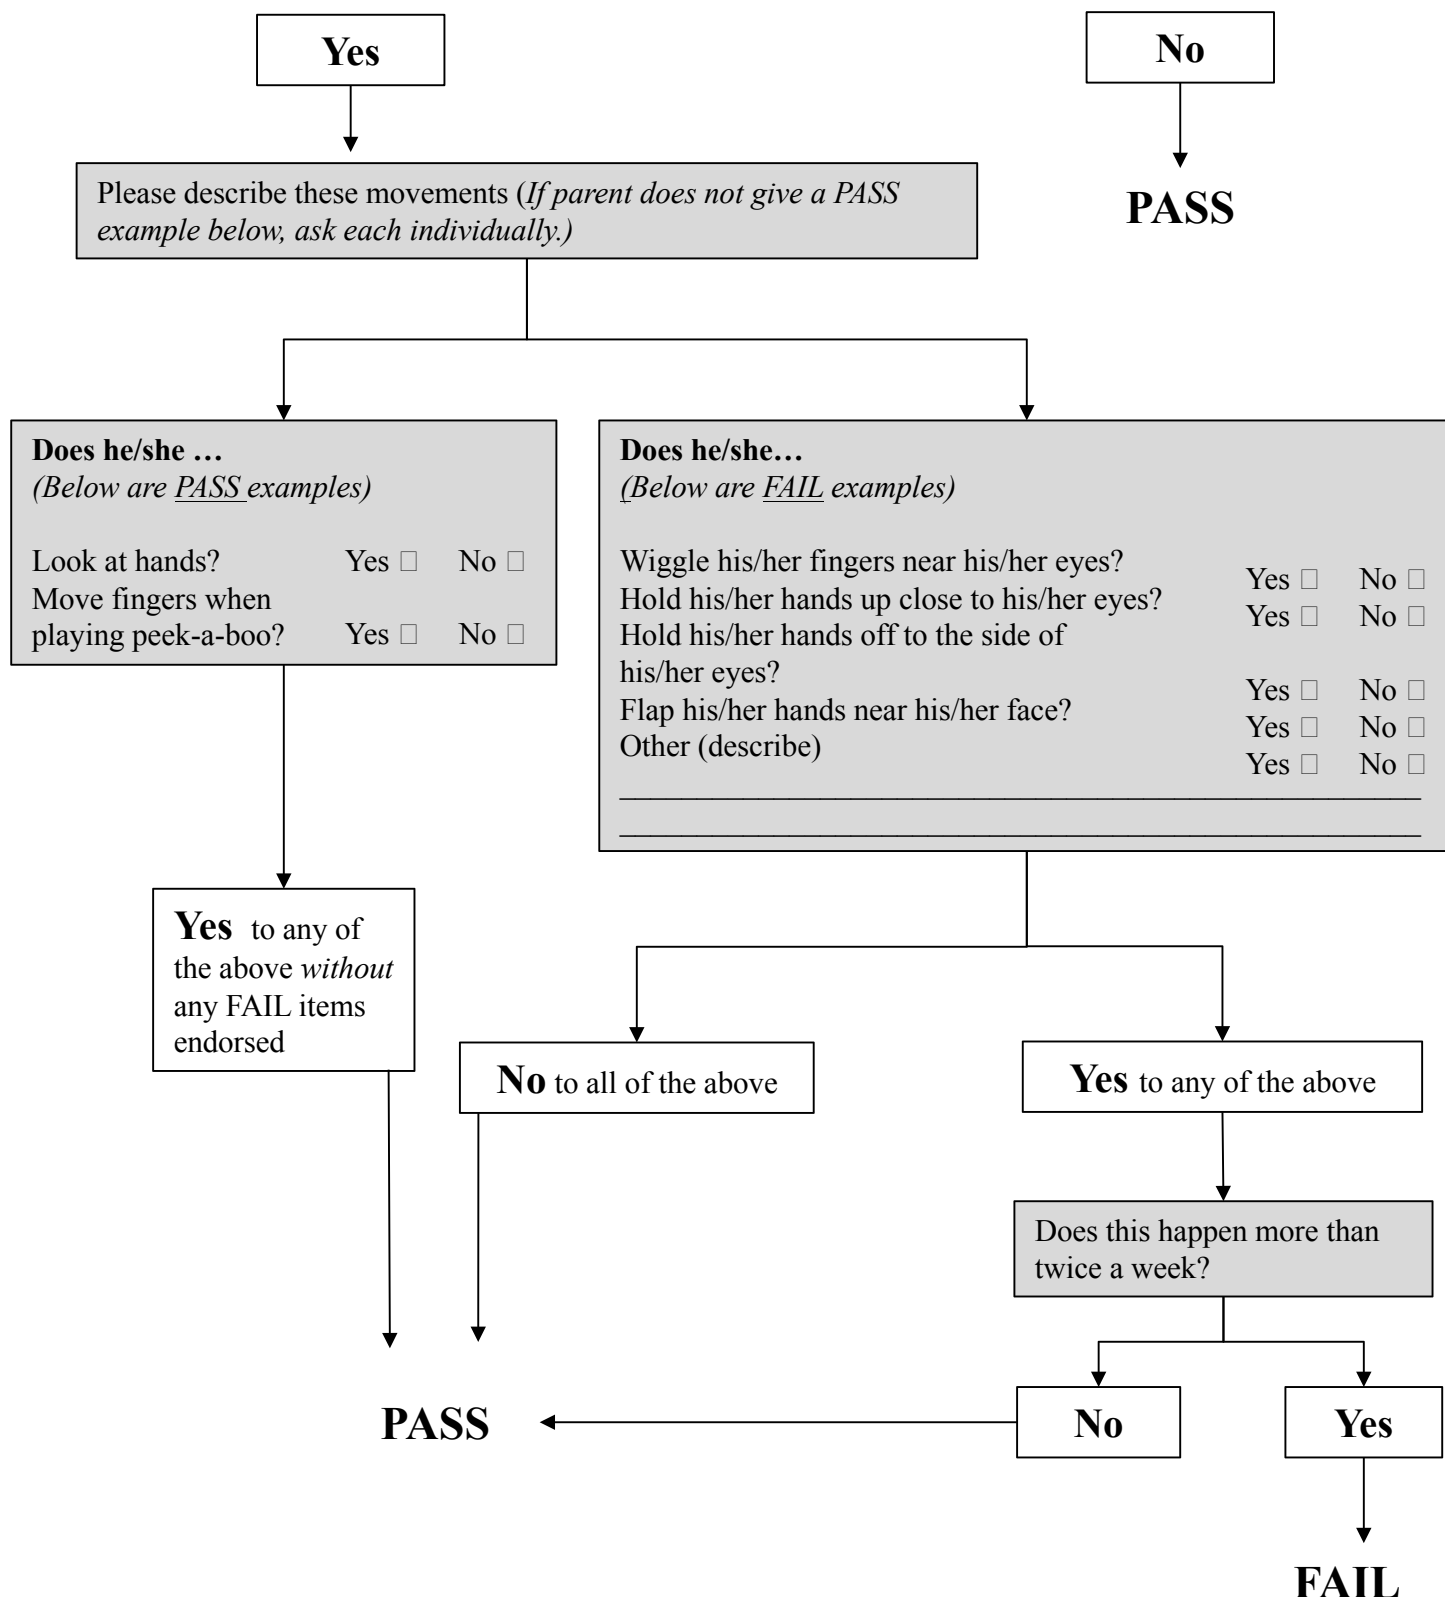 Yes
No
Please describe these movements (If parent does not give a PASS
example below, ask each individually.)
PASS
Does he/she …
(Below are PASS examples)
Look at hands? Yes □ No □
Move fingers when
playing peek-a-boo? Yes □ No □
Does he/she…
(Below are FAIL examples)
Wiggle his/her fingers near his/her eyes? Yes □ No □
Hold his/her hands up close to his/her eyes? Yes □ No □
Hold his/her hands off to the side of
his/her eyes? Yes □ No □
Flap his/her hands near his/her face? Yes □ No □
Other (describe) Yes □ No □
Yes to any of
the above without
any FAIL items
endorsed
No to all of the above
Yes to any of the above
Does this happen more than
twice a week?
PASS
No
Yes
FAIL